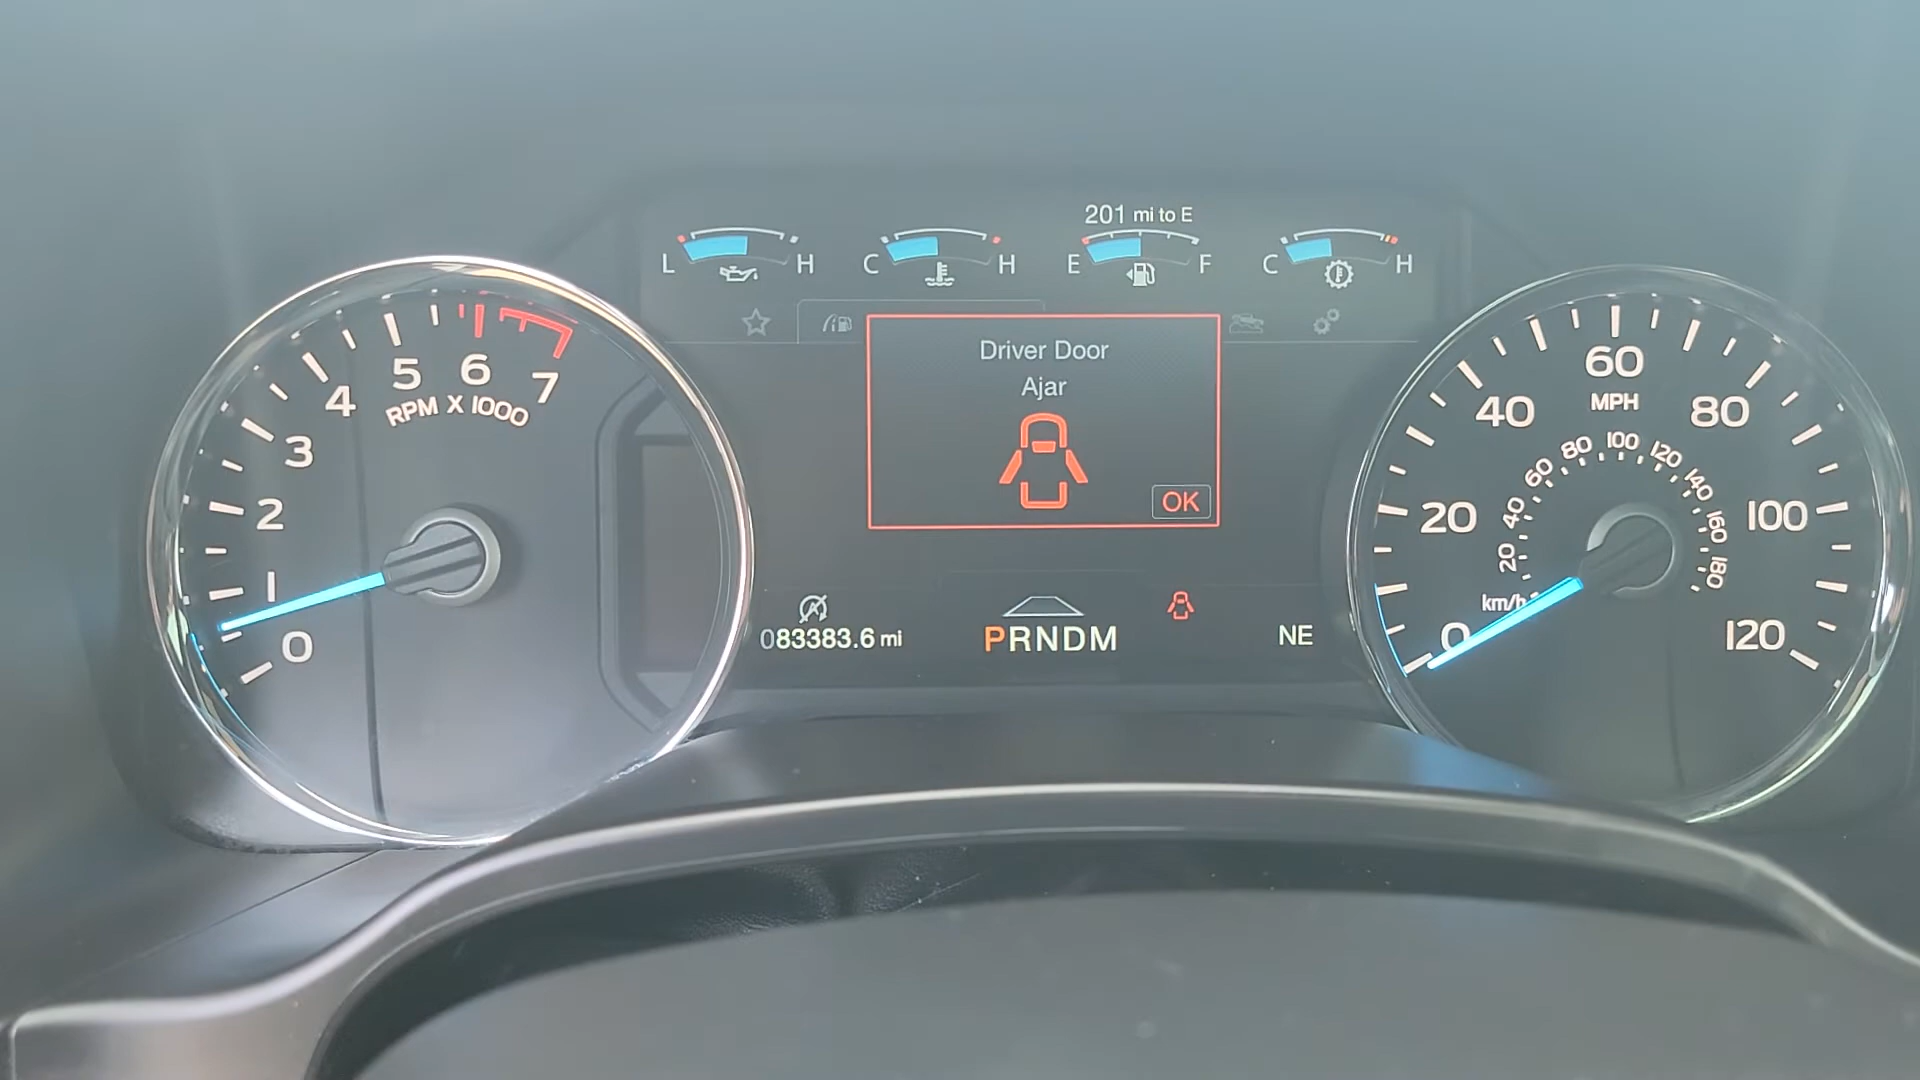 201 mi to E
L H C H E F C H
Driver Door
Ajar
OK
0 1 2 3 4 5 6 7
RPM X 1000
0 20 40 60 80 100 120
MPH
20 40 60 80 100 120 140 160 180
km/h
A
083383.6 mi
PRNDM
NE